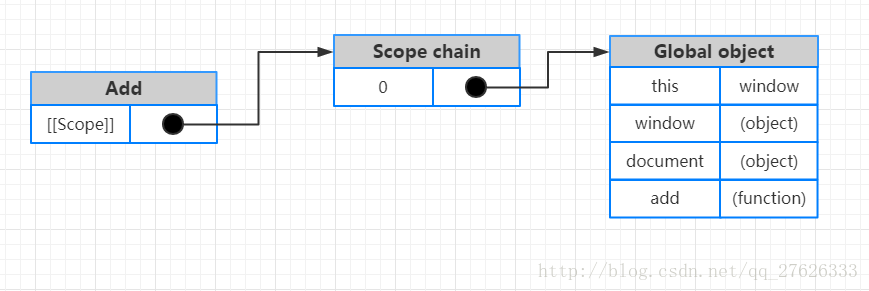 Add
[[Scope]]
Scope chain
0
Global object
this window
window (object)
document (object)
add (function)
http://blog.csdn.net/qq_27626333